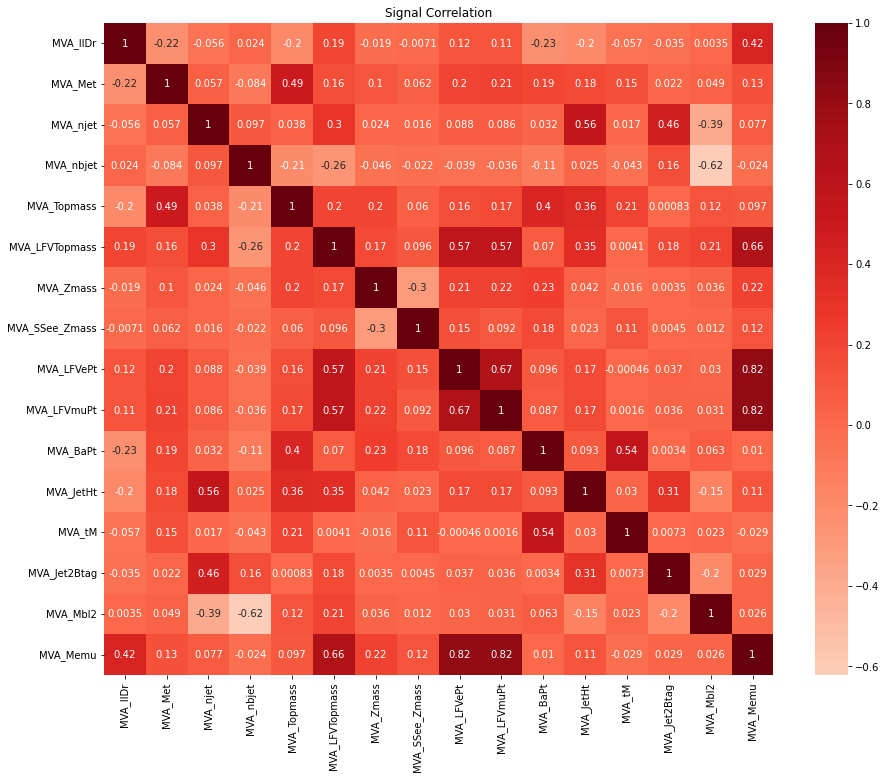 Signal Correlation
MVA_llDr 1 -0.22 -0.056 0.024 -0.2 0.19 -0.019 -0.0071 0.12 0.11 -0.23 -0.2 -0.057 -0.035 0.0035 0.42
MVA_Met -0.22 1 0.057 -0.084 0.49 0.16 0.1 0.062 0.2 0.21 0.19 0.18 0.15 0.022 0.049 0.13
MVA_njet -0.056 0.057 1 0.097 0.038 0.3 0.024 0.016 0.088 0.086 0.032 0.56 0.017 0.46 -0.39 0.077
MVA_nbjet 0.024 -0.084 0.097 1 -0.21 -0.26 -0.046 -0.022 -0.039 -0.036 -0.11 0.025 -0.043 0.16 -0.62 -0.024
MVA_Topmass -0.2 0.49 0.038 -0.21 1 0.2 0.2 0.06 0.16 0.17 0.4 0.36 0.21 0.00083 0.12 0.097
MVA_LFVTopmass 0.19 0.16 0.3 -0.26 0.2 1 0.17 0.096 0.57 0.57 0.07 0.35 0.0041 0.18 0.21 0.66
MVA_Zmass -0.019 0.1 0.024 -0.046 0.2 0.17 1 -0.3 0.21 0.22 0.23 0.042 -0.016 0.0035 0.036 0.22
MVA_SSee_Zmass -0.0071 0.062 0.016 -0.022 0.06 0.096 -0.3 1 0.15 0.092 0.18 0.023 0.11 0.0045 0.012 0.12
MVA_LFVePt 0.12 0.2 0.088 -0.039 0.16 0.57 0.21 0.15 1 0.67 0.096 0.17 -0.00046 0.037 0.03 0.82
MVA_LFVmuPt 0.11 0.21 0.086 -0.036 0.17 0.57 0.22 0.092 0.67 1 0.087 0.17 0.0016 0.036 0.031 0.82
MVA_BaPt -0.23 0.19 0.032 -0.11 0.4 0.07 0.23 0.18 0.096 0.087 1 0.093 0.54 0.0034 0.063 0.01
MVA_JetHt -0.2 0.18 0.56 0.025 0.36 0.35 0.042 0.023 0.17 0.17 0.093 1 0.03 0.31 -0.15 0.11
MVA_tM -0.057 0.15 0.017 -0.043 0.21 0.0041 -0.016 0.11 -0.00046 0.0016 0.54 0.03 1 0.0073 0.023 -0.029
MVA_Jet2Btag -0.035 0.022 0.46 0.16 0.00083 0.18 0.0035 0.0045 0.037 0.036 0.0034 0.31 0.0073 1 -0.2 0.029
MVA_Mbl2 0.0035 0.049 -0.39 -0.62 0.12 0.21 0.036 0.012 0.03 0.031 0.063 -0.15 0.023 -0.2 1 0.026
MVA_Memu 0.42 0.13 0.077 -0.024 0.097 0.66 0.22 0.12 0.82 0.82 0.01 0.11 -0.029 0.029 0.026 1
MVA_llDr MVA_Met MVA_njet MVA_nbjet MVA_Topmass MVA_LFVTopmass MVA_Zmass MVA_SSee_Zmass MVA_LFVePt MVA_LFVmuPt MVA_BaPt MVA_JetHt MVA_tM MVA_Jet2Btag MVA_Mbl2 MVA_Memu
1.0
0.8
0.6
0.4
0.2
0.0
−0.2
−0.4
−0.6